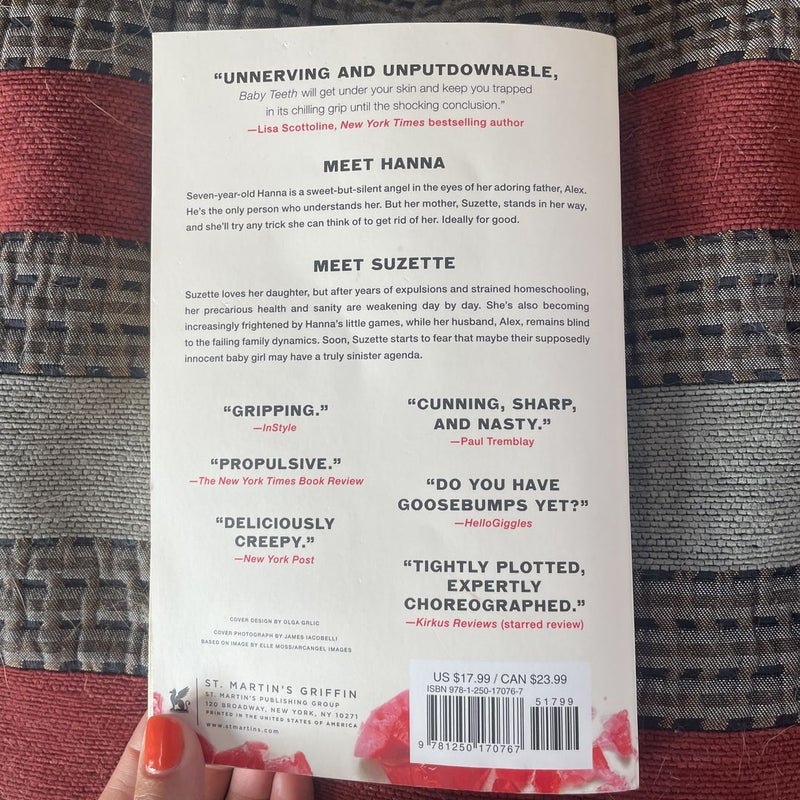 “UNNERVING AND UNPUTDOWNABLE,
Baby Teeth will get under your skin and keep you trapped
in its chilling grip until the shocking conclusion.”
—Lisa Scottoline, New York Times bestselling author
MEET HANNA
Seven-year-old Hanna is a sweet-but-silent angel in the eyes of her adoring father, Alex.
He’s the only person who understands her. But her mother, Suzette, stands in her way,
and she’ll try any trick she can think of to get rid of her. Ideally for good.
MEET SUZETTE
Suzette loves her daughter, but after years of expulsions and strained homeschooling,
her precarious health and sanity are weakening day by day. She’s also becoming
increasingly frightened by Hanna’s little games, while her husband, Alex, remains blind
to the failing family dynamics. Soon, Suzette starts to fear that maybe their supposedly
innocent baby girl may have a truly sinister agenda.
“GRIPPING.”
—InStyle
“PROPULSIVE.”
—The New York Times Book Review
“DELICIOUSLY
CREEPY.”
—New York Post
“CUNNING, SHARP,
AND NASTY.”
—Paul Tremblay
“DO YOU HAVE
GOOSEBUMPS YET?”
—HelloGiggles
“TIGHTLY PLOTTED,
EXPERTLY
CHOREOGRAPHED.”
—Kirkus Reviews (starred review)
COVER DESIGN BY OLGA GRLIC
COVER PHOTOGRAPH BY JAMES IACOBELLI
BASED ON IMAGE BY ELLE MOSS/ARCANGEL IMAGES
ST. MARTIN’S GRIFFIN
ST. MARTIN’S PUBLISHING GROUP
120 BROADWAY, NEW YORK, NY 10271
PRINTED IN THE UNITED STATES OF AMERICA
www.stmartins.com
US $17.99 / CAN $23.99
ISBN 978-1-250-17076-7
51799
9 781250 170767